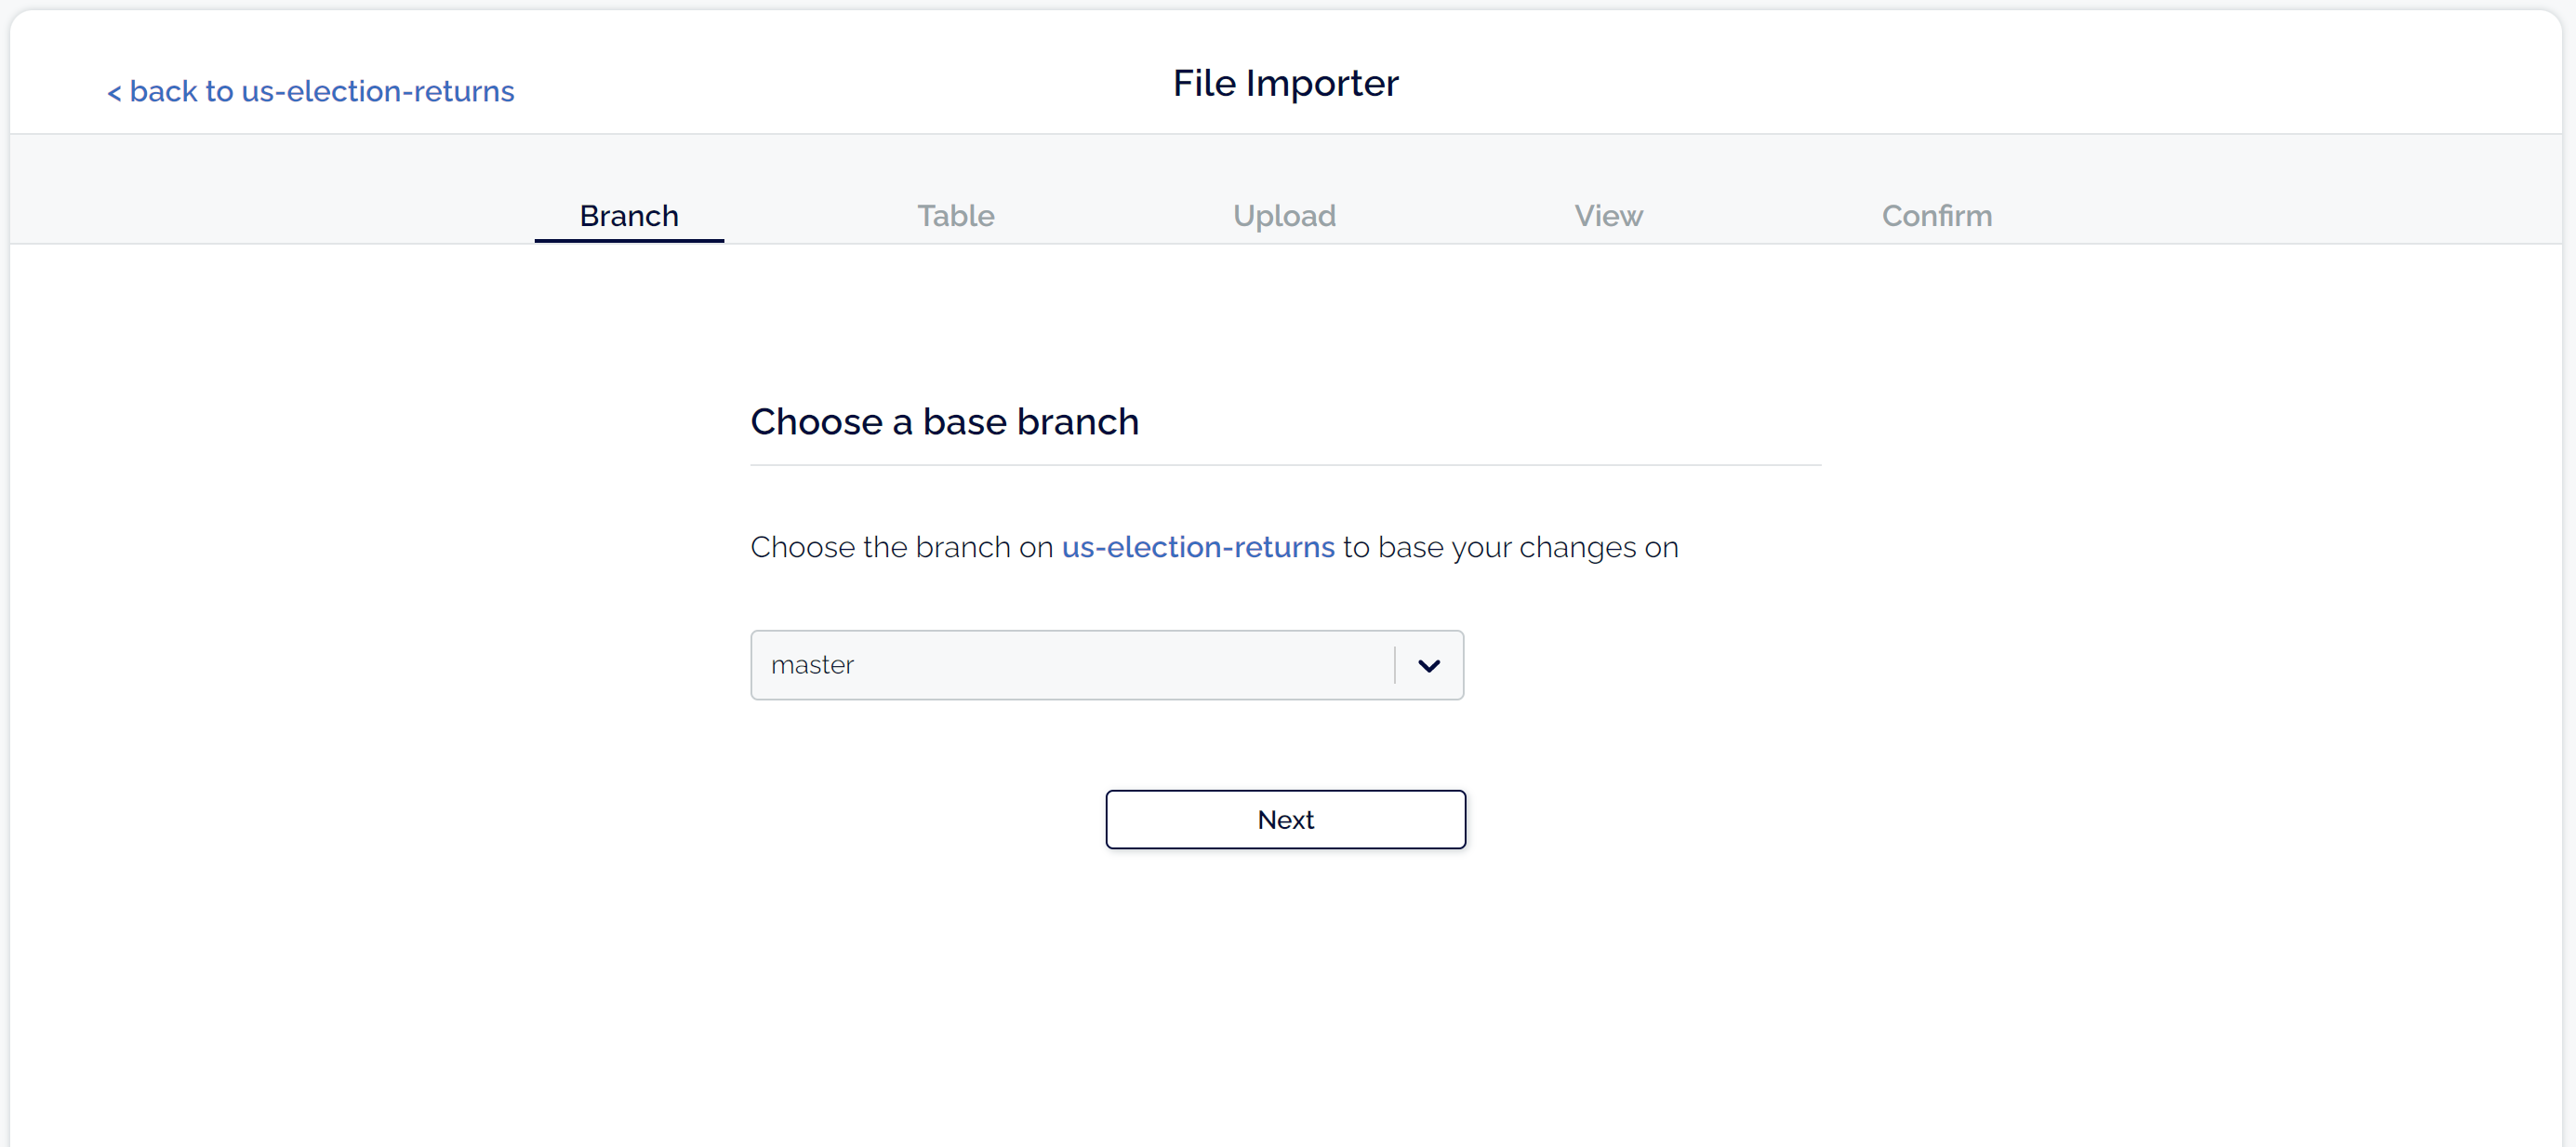 < back to us-election-returns
File Importer
Branch
Table
Upload
View
Confirm
Choose a base branch
Choose the branch on us-election-returns to base your changes on
master
Next